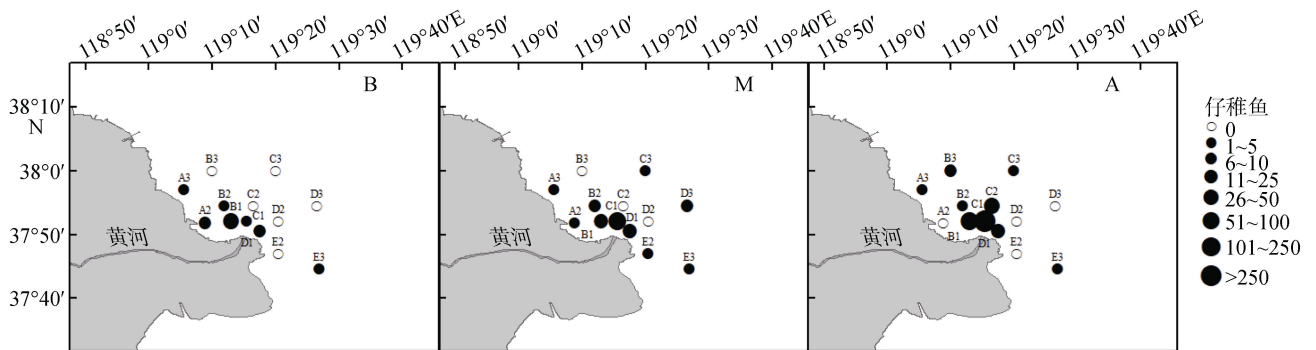 118°50′ 119°0′ 119°10′ 119°20′ 119°30′ 119°40′E
118°50′ 119°0′ 119°10′ 119°20′ 119°30′ 119°40′E
118°50′ 119°0′ 119°10′ 119°20′ 119°30′ 119°40′E
38°10′
N
38°0′
37°50′
37°40′
B
B3 C3
A3
B2 C2 D3
A2 B1 C1 D2
D1 E2
E3
黄河
M
B3 C3
A3
B2 C2 D3
A2 C1 D1 D2
B1 E2
E3
黄河
A
B3 C3
A3
B2 C2 D3
A2 C1 D2
B1 D1 E2
E3
黄河
仔稚鱼
0
1~5
6~10
11~25
26~50
51~100
101~250
>250